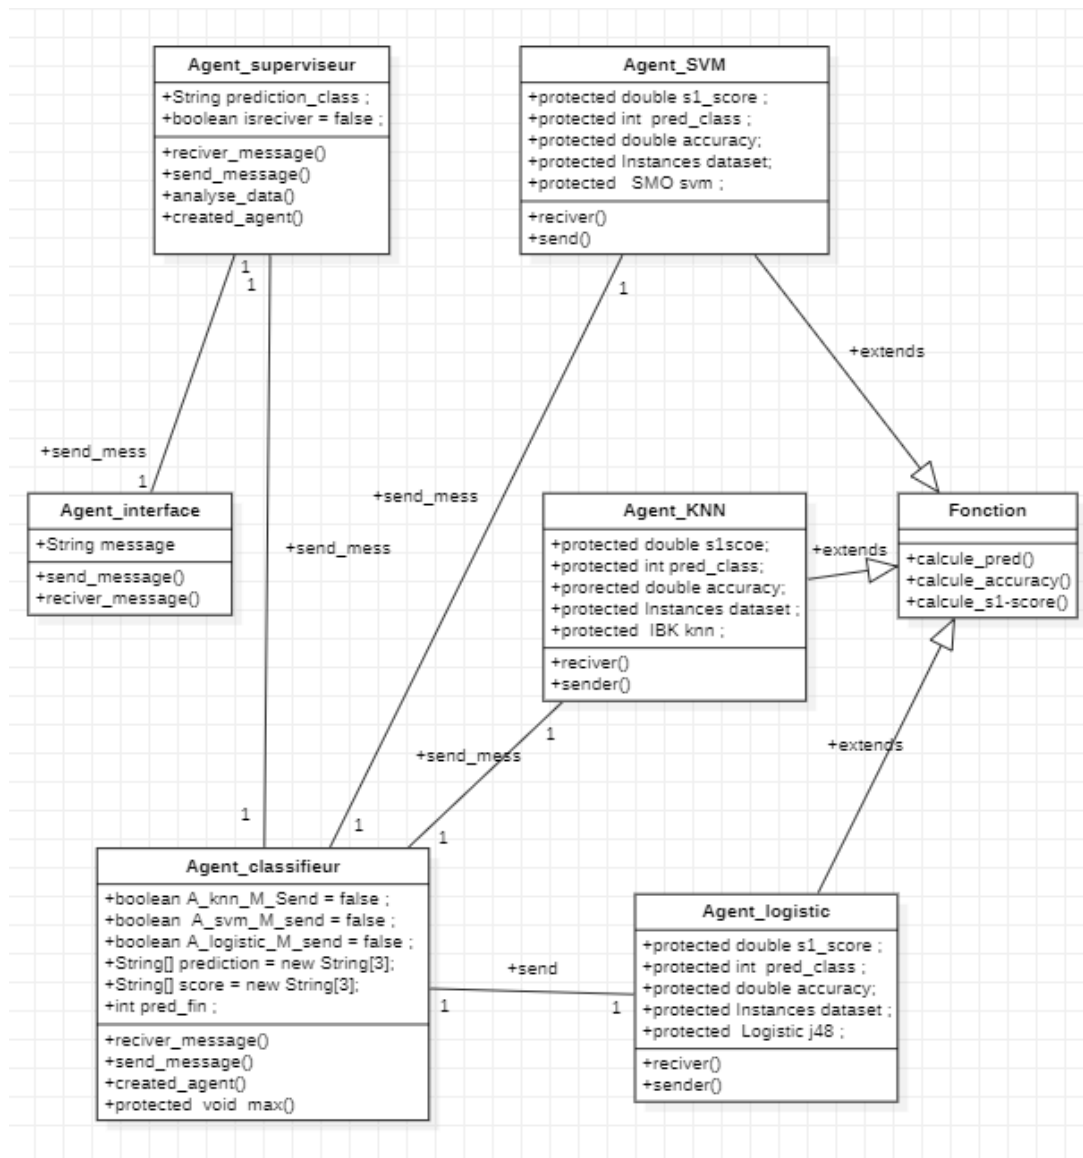 Agent_superviseur
+String prediction_class ;
+boolean isreciver = false ;
+reciver_message()
+send_message()
+analyse_data()
+created_agent()
Agent_SVM
+protected double s1_score ;
+protected int pred_class ;
+protected double accuracy;
+protected Instances dataset;
+protected SMO svm ;
+reciver()
+send()
1
1
1
+extends
+send_mess
1
+send_mess
+send_mess
Agent_interface
+String message
+send_message()
+reciver_message()
Agent_KNN
+protected double s1scoe;
+protected int pred_class;
+prorected double accuracy;
+protected Instances dataset ;
+protected IBK knn ;
+reciver()
+sender()
+extends
Fonction
+calcule_pred()
+calcule_accuracy()
+calcule_s1-score()
1
+send_mess
+extends
1
1
1
Agent_classifieur
+boolean A_knn_M_Send = false ;
+boolean A_svm_M_send = false ;
+boolean A_logistic_M_send = false ;
+String[] prediction = new String[3];
+String[] score = new String[3];
+int pred_fin ;
+reciver_message()
+send_message()
+created_agent()
+protected void max()
+send
1
1
Agent_logistic
+protected double s1_score ;
+protected int pred_class ;
+protected double accuracy;
+protected Instances dataset ;
+protected Logistic j48 ;
+reciver()
+sender()